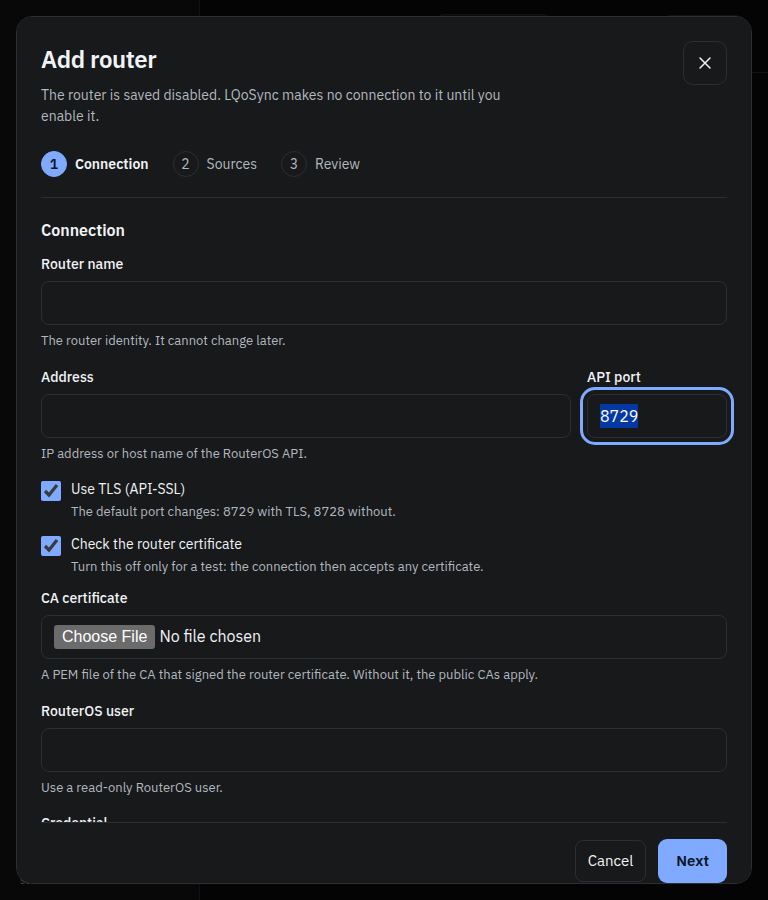 Add router
The router is saved disabled. LQoSync makes no connection to it until you
enable it.
1 Connection 2 Sources 3 Review
Connection
Router name
The router identity. It cannot change later.
Address API port
8729
IP address or host name of the RouterOS API.
Use TLS (API-SSL)
The default port changes: 8729 with TLS, 8728 without.
Check the router certificate
Turn this off only for a test: the connection then accepts any certificate.
CA certificate
Choose File No file chosen
A PEM file of the CA that signed the router certificate. Without it, the public CAs apply.
RouterOS user
Use a read-only RouterOS user.
Credential
Cancel Next